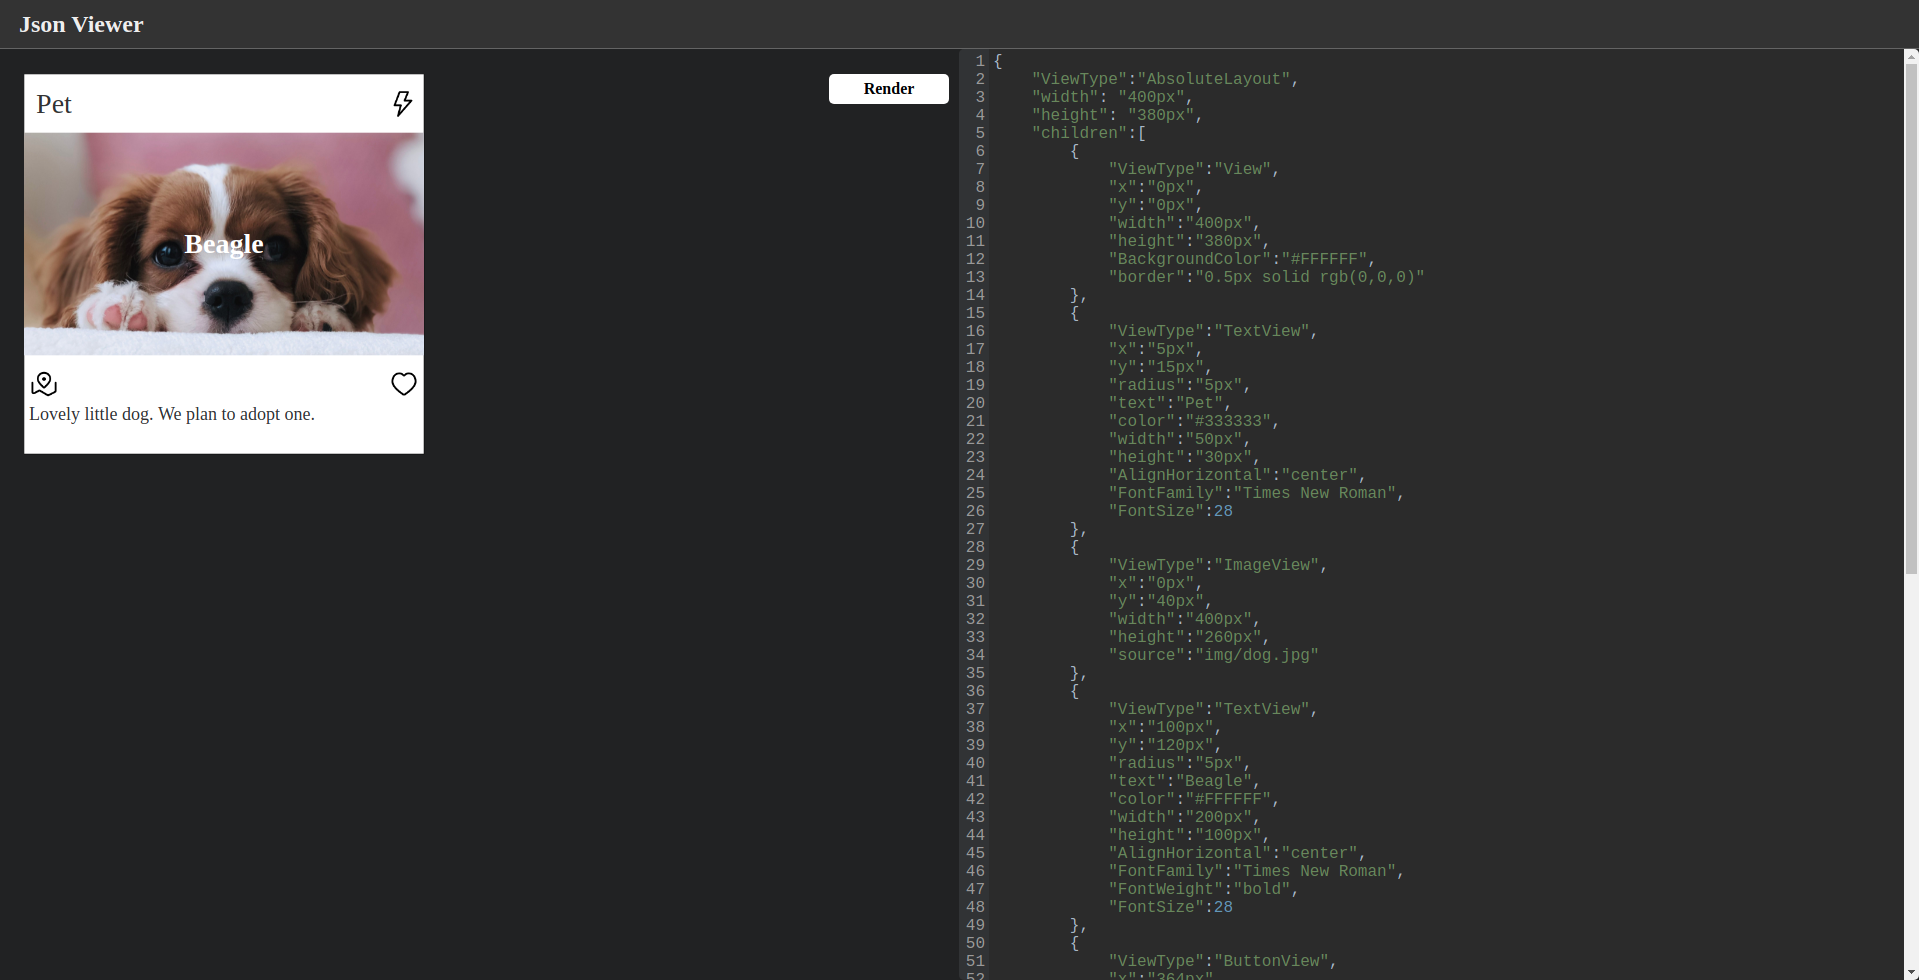 Json Viewer
Pet
Beagle
Lovely little dog. We plan to adopt one.
Render
1 {
2 "ViewType":"AbsoluteLayout",
3 "width": "400px",
4 "height": "380px",
5 "children":[
6 {
7 "ViewType":"View",
8 "x":"0px",
9 "y":"0px",
10 "width":"400px",
11 "height":"380px",
12 "BackgroundColor":"#FFFFFF",
13 "border":"0.5px solid rgb(0,0,0)"
14 },
15 {
16 "ViewType":"TextView",
17 "x":"5px",
18 "y":"15px",
19 "radius":"5px",
20 "text":"Pet",
21 "color":"#333333",
22 "width":"50px",
23 "height":"30px",
24 "AlignHorizontal":"center",
25 "FontFamily":"Times New Roman",
26 "FontSize":28
27 },
28 {
29 "ViewType":"ImageView",
30 "x":"0px",
31 "y":"40px",
32 "width":"400px",
33 "height":"260px",
34 "source":"img/dog.jpg"
35 },
36 {
37 "ViewType":"TextView",
38 "x":"100px",
39 "y":"120px",
40 "radius":"5px",
41 "text":"Beagle",
42 "color":"#FFFFFF",
43 "width":"200px",
44 "height":"100px",
45 "AlignHorizontal":"center",
46 "FontFamily":"Times New Roman",
47 "FontWeight":"bold",
48 "FontSize":28
49 },
50 {
51 "ViewType":"ButtonView",
52 "x":"364px"